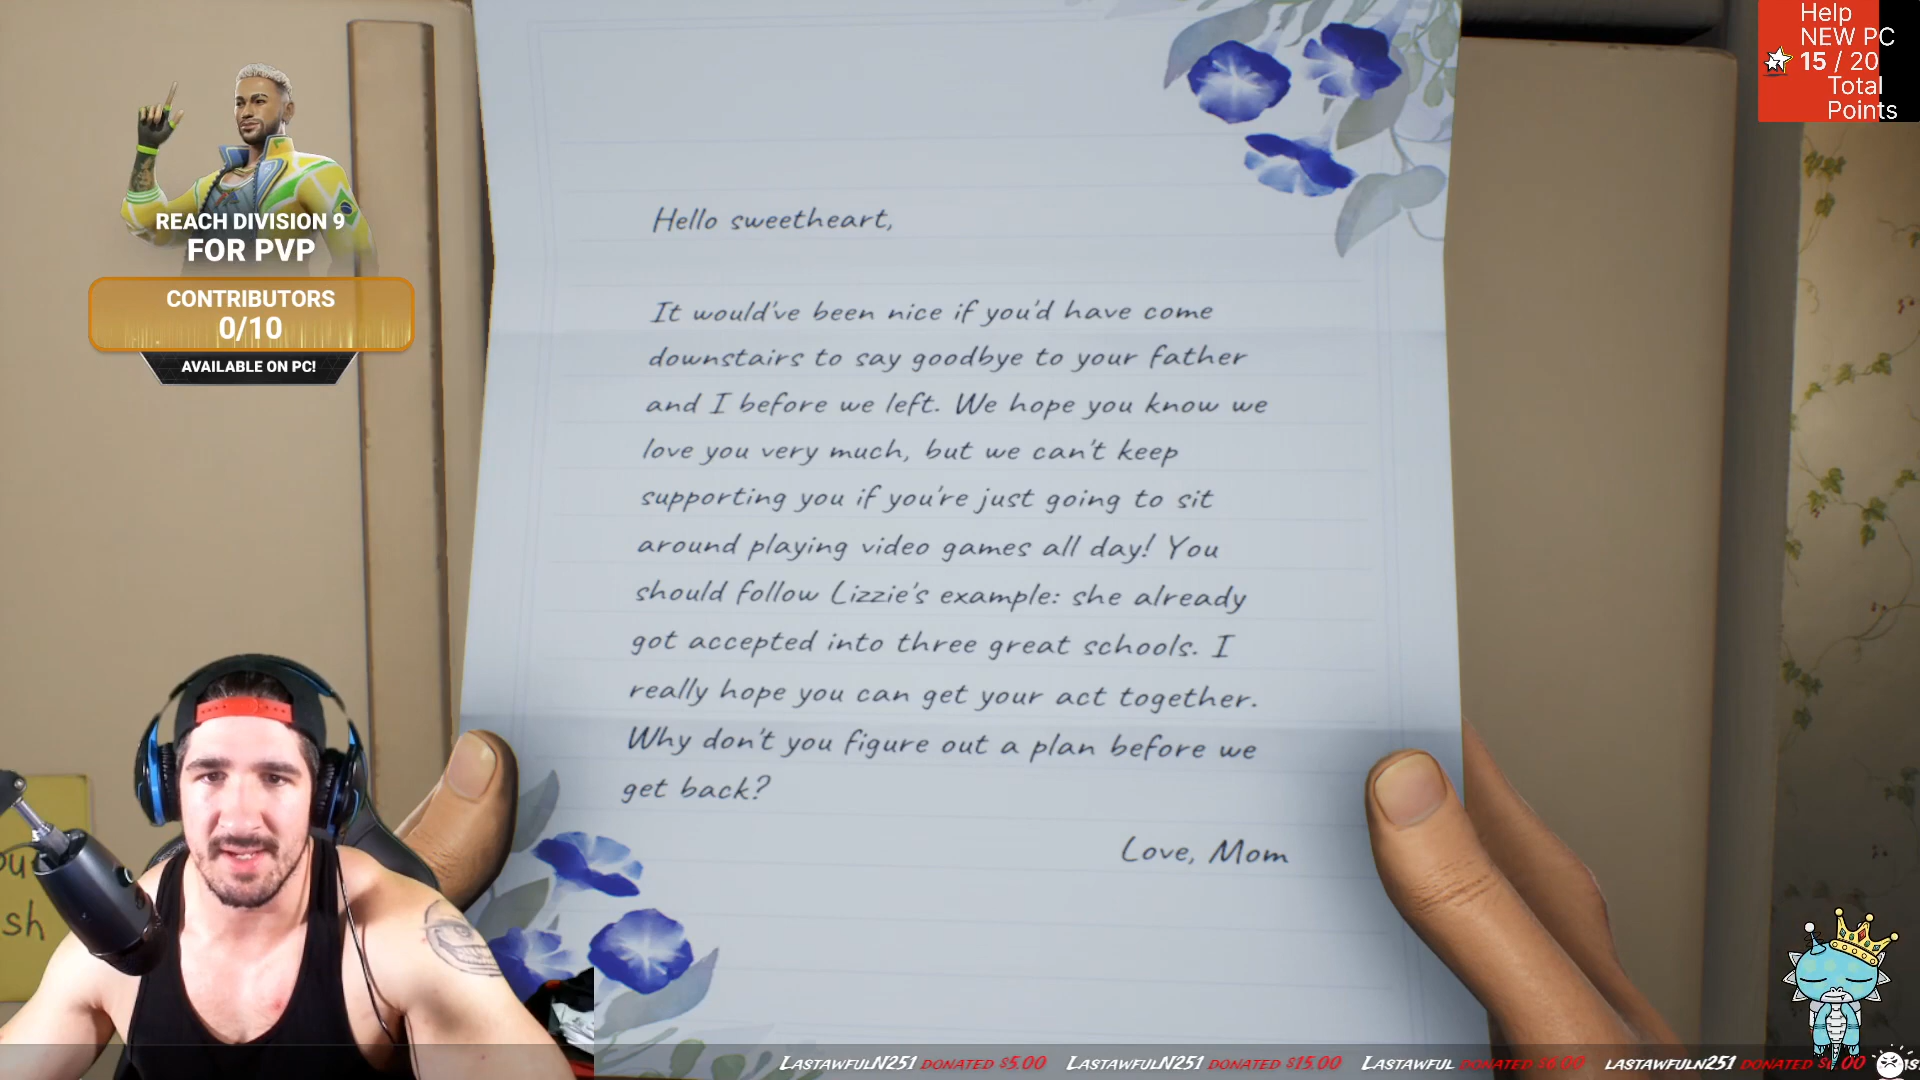 Help
NEW PC
15 / 20
Total
Points
REACH DIVISION 9
FOR PVP
CONTRIBUTORS
0/10
AVAILABLE ON PC!
Hello sweetheart,
It would've been nice if you'd have come
downstairs to say goodbye to your father
and I before we left. We hope you know we
love you very much, but we can't keep
supporting you if you're just going to sit
around playing video games all day! You
should follow Lizzie's example: she already
got accepted into three great schools. I
really hope you can get your act together.
Why don't you figure out a plan before we
get back?
Love, Mom
sh
LASTAWFULN251 DONATED $5.00 LASTAWFULN251 DONATED $15.00 LASTAWFUL DONATED $6.00 LASTAWFULN251 DONATED